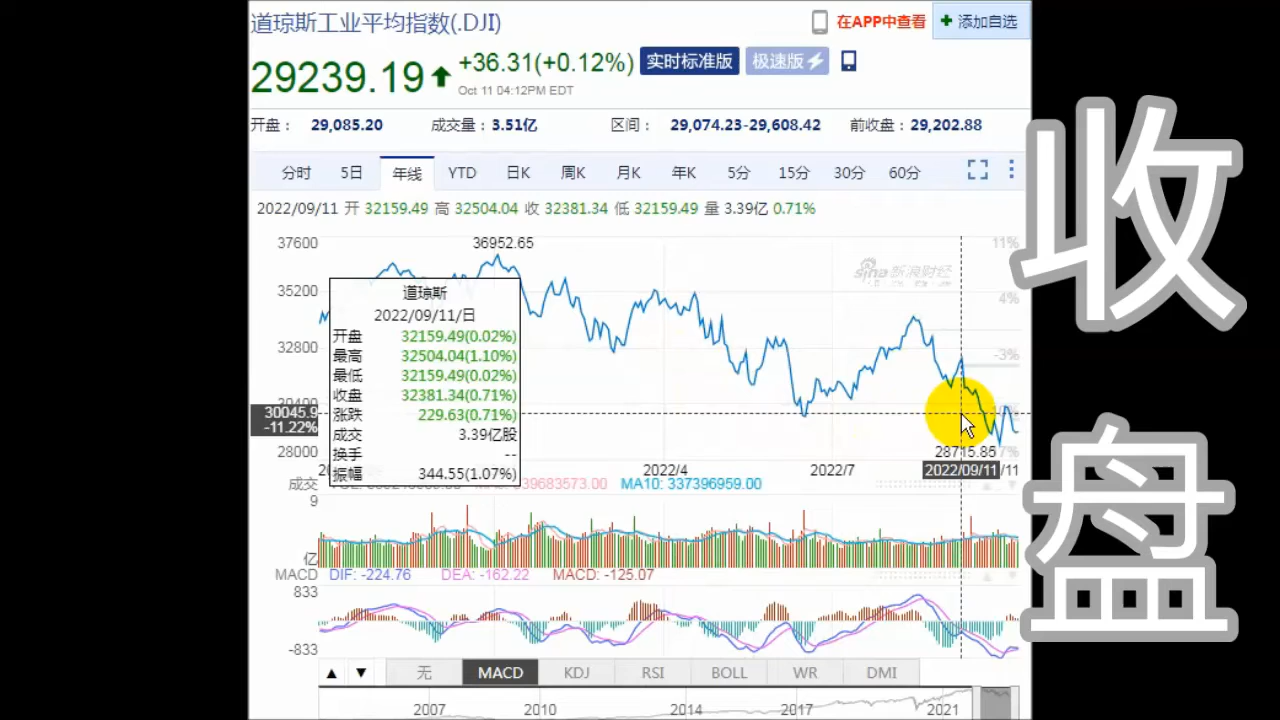 道琼斯工业平均指数(.DJI)
在APP中查看
添加自选
29239.19
+36.31(+0.12%)
实时标准版
极速版
Oct 11 04:12PM EDT
开盘： 29,085.20 成交量：3.51亿 区间： 29,074.23-29,608.42 前收盘：29,202.88
分时 5日 年线 YTD 日K 周K 月K 年K 5分 15分 30分 60分
2022/09/11 开 32159.49 高 32504.04 收 32381.34 低 32159.49 量 3.39亿 0.71%
37600 36952.65 11%
35200 4%
32800 -3%
30045.9
-11.22%
28000
sina 新浪财经
道琼斯
2022/09/11/日
开盘 32159.49(0.02%)
最高 32504.04(1.10%)
最低 32159.49(0.02%)
收盘 32381.34(0.71%)
涨跌 229.63(0.71%)
成交 3.39亿股
换手 --
振幅 344.55(1.07%)
28715.85
2022/4 2022/7 2022/09/11 /11
成交 339683573.00 MA10: 337396959.00
9
亿
MACD DIF: -224.76 DEA: -162.22 MACD: -125.07
833
-833
▲ ▼ 无 MACD KDJ RSI BOLL WR DMI
2007 2010 2014 2017 2021
收
盘